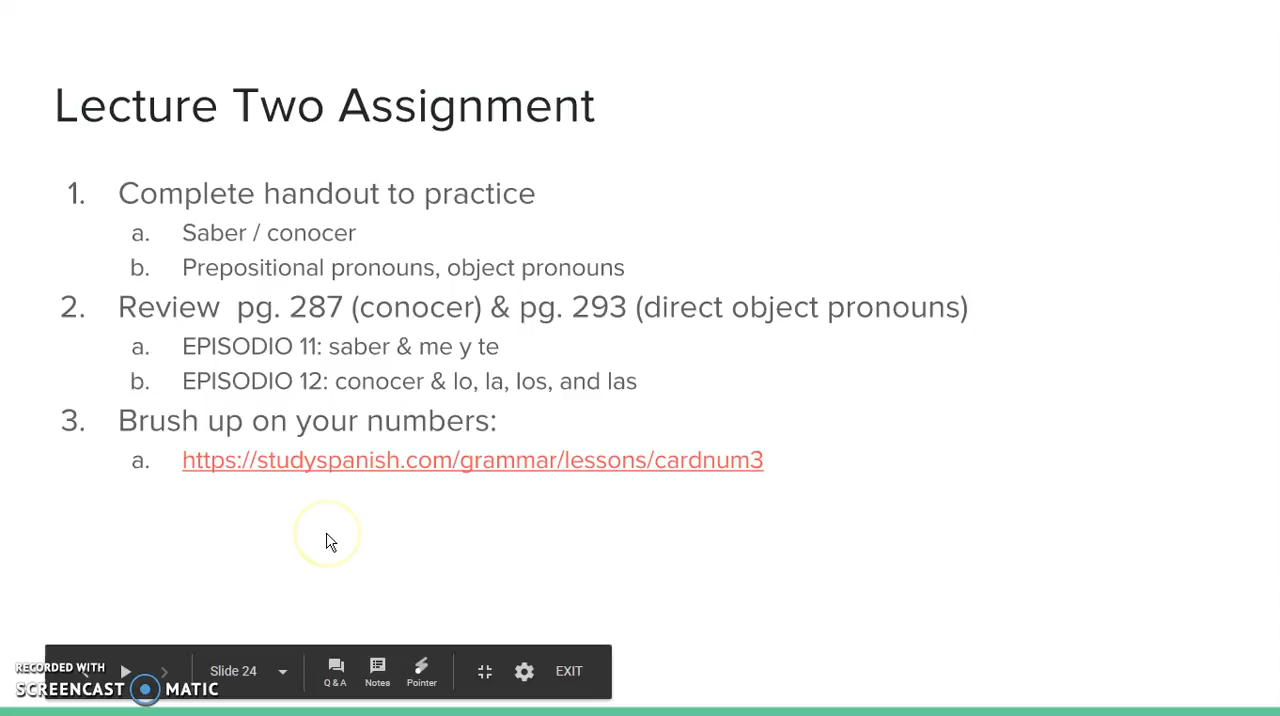 Lecture Two Assignment
1. Complete handout to practice
a. Saber / conocer
b. Prepositional pronouns, object pronouns
2. Review pg. 287 (conocer) & pg. 293 (direct object pronouns)
a. EPISODIO 11: saber & me y te
b. EPISODIO 12: conocer & lo, la, los, and las
3. Brush up on your numbers:
a. https://studyspanish.com/grammar/lessons/cardnum3
RECORDED WITH
SCREENCAST MATIC
Slide 24
Q & A
Notes
Pointer
EXIT